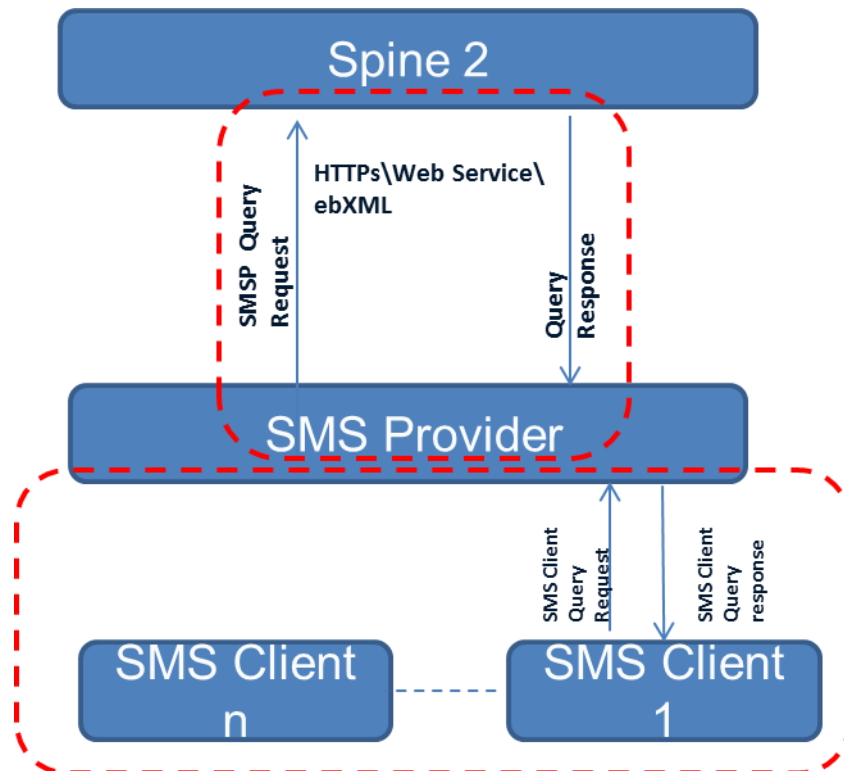 Spine 2
HTTPs\Web Service\
ebXML
SMSP Query
Request
Query
Response
SMS Provider
SMS Client
Query
Request
SMS Client
Query
response
SMS Client
n
SMS Client
1